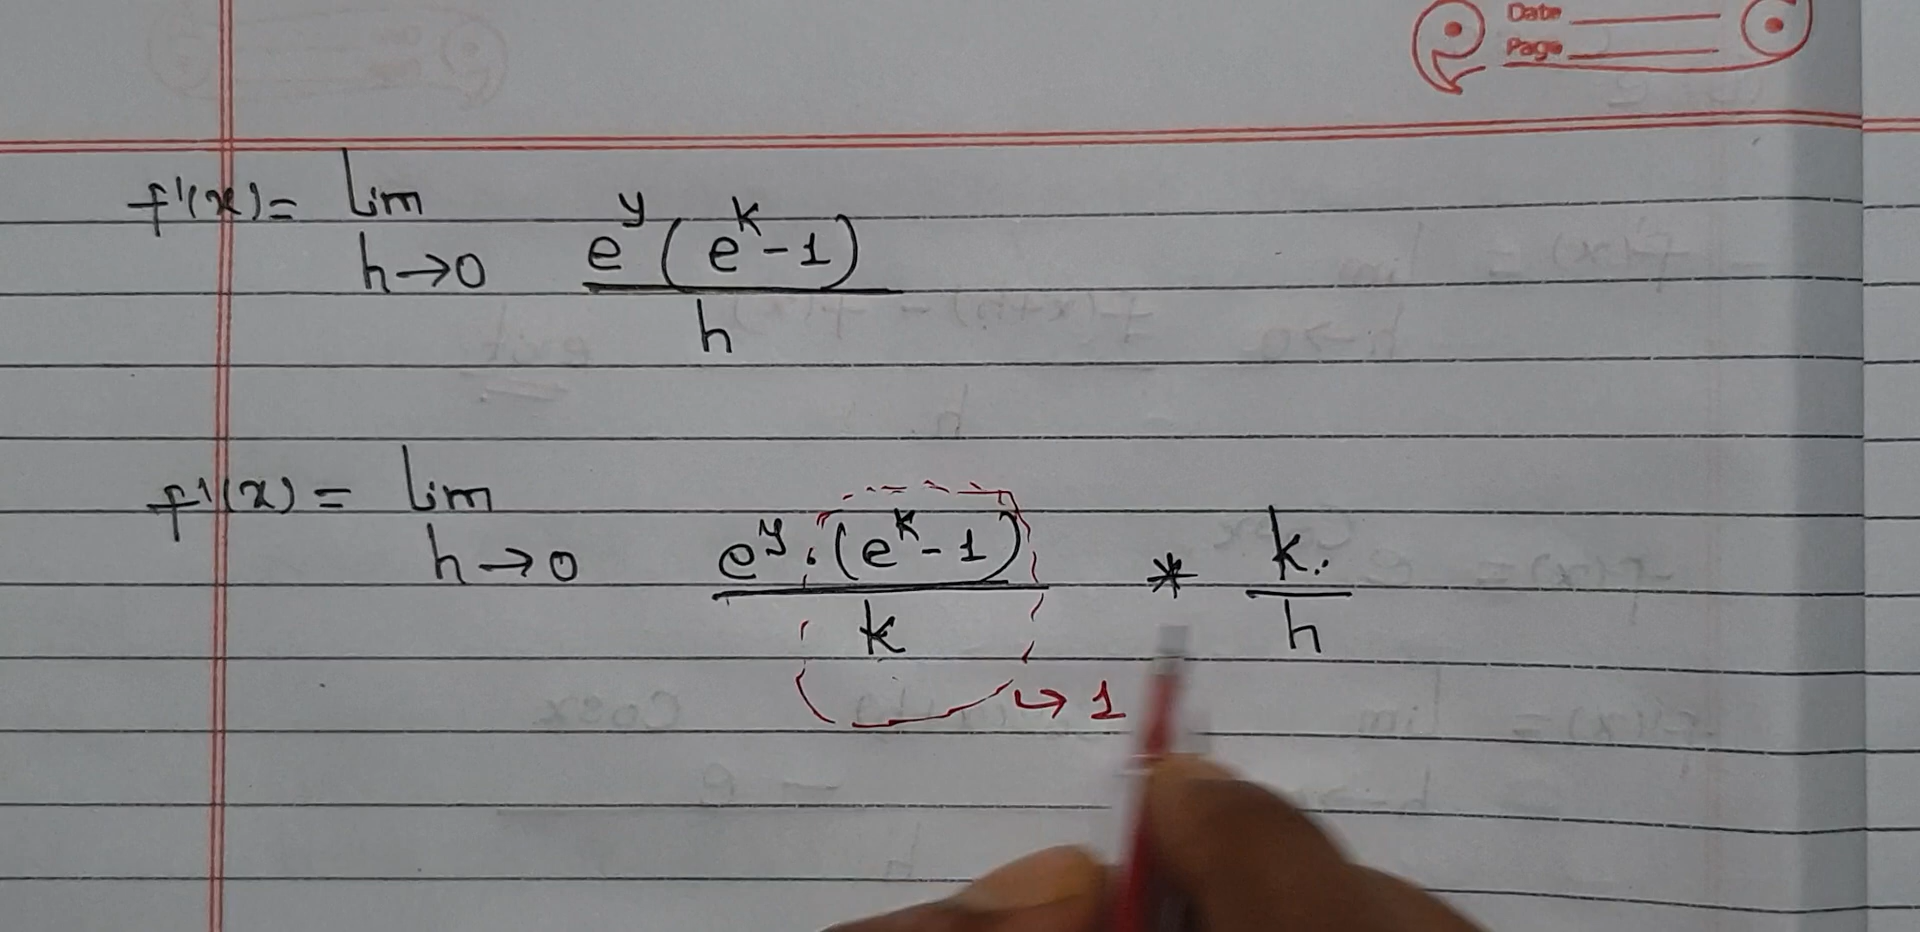 Date
Page
f'(x) = lim h→0 e^y (e^k - 1) / h
f'(x) = lim h→0 e^y . (e^k - 1) / k * k / h
↳ 1